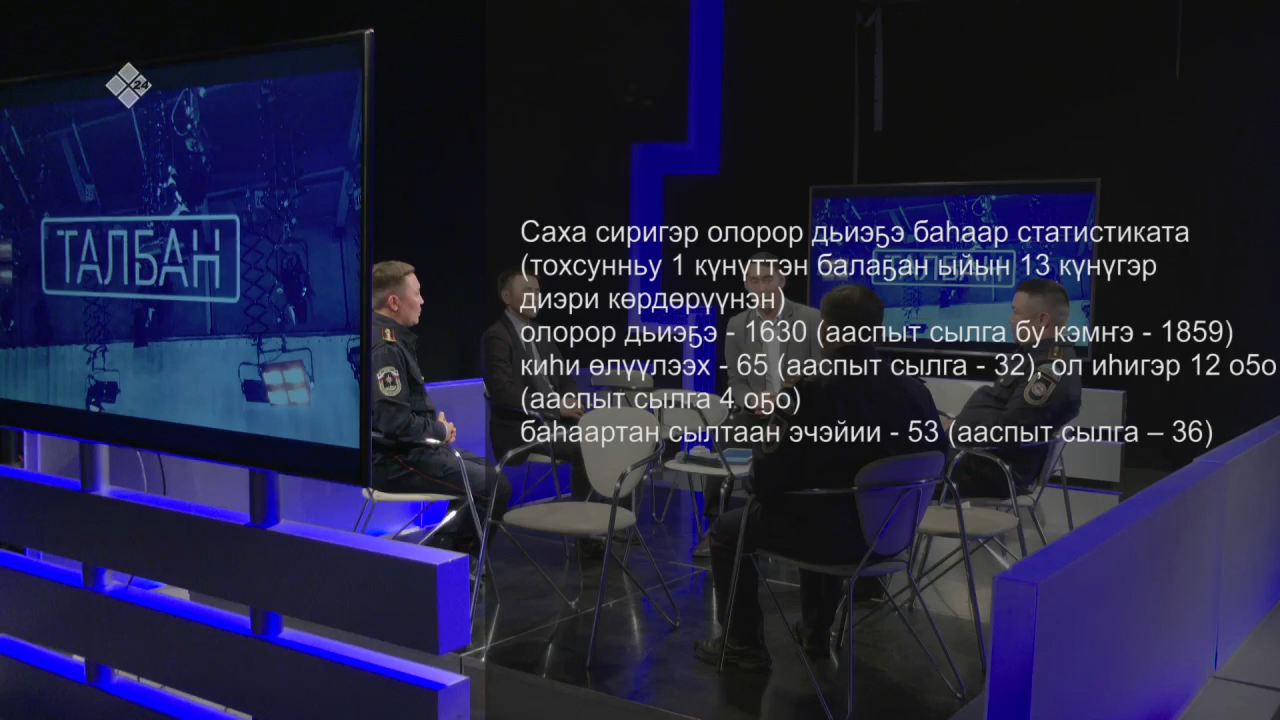 24
ТАЛБАН
Саха сиригэр олорор дьиэҕэ баһаар статистиката
(тохсунньу 1 күнүттэн балаҕан ыйын 13 күнүгэр
диэри көрдөрүүнэн)
олорор дьиэҕэ - 1630 (ааспыт сылга бу кэмҥэ - 1859)
киһи өлүүлээх - 65 (ааспыт сылга - 32), ол иһигэр 12 о5о
(ааспыт сылга 4 оҕо)
баһаартан сылтаан эчэйии - 53 (ааспыт сылга – 36)